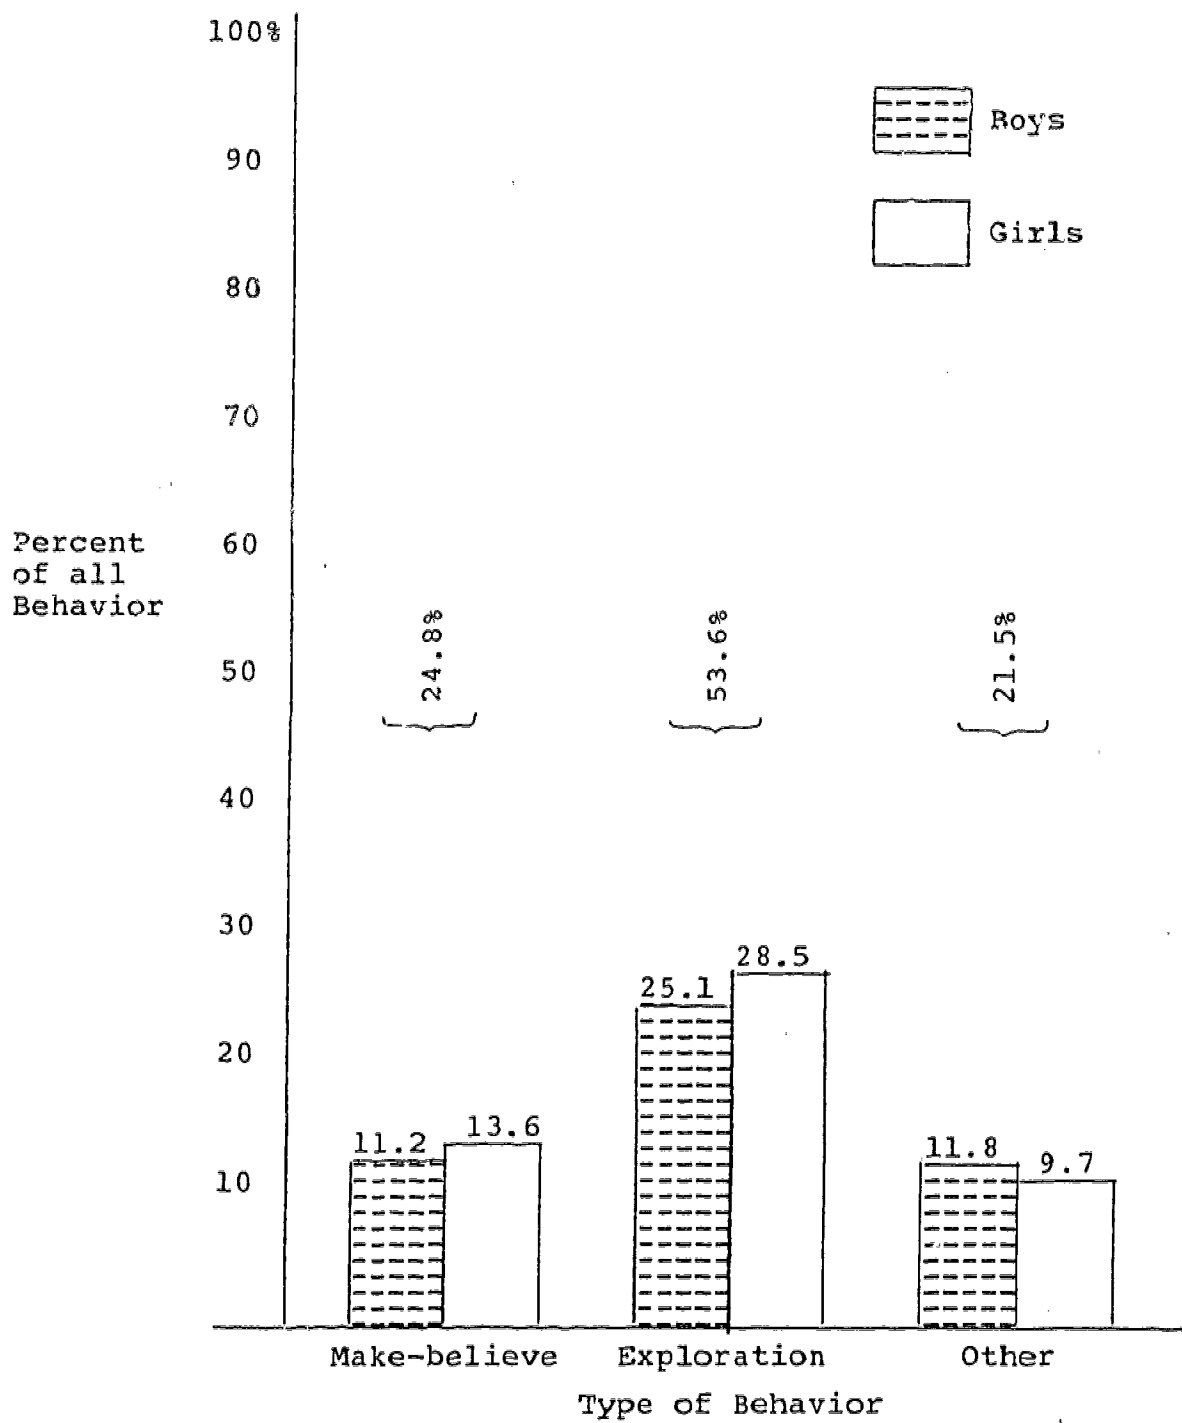 100%
90
80
70
60
50
40
30
20
10
Percent
of all
Behavior
Boys
Girls
24.8%
53.6%
21.5%
11.2
13.6
25.1
28.5
11.8
9.7
Make-believe
Exploration
Other
Type of Behavior